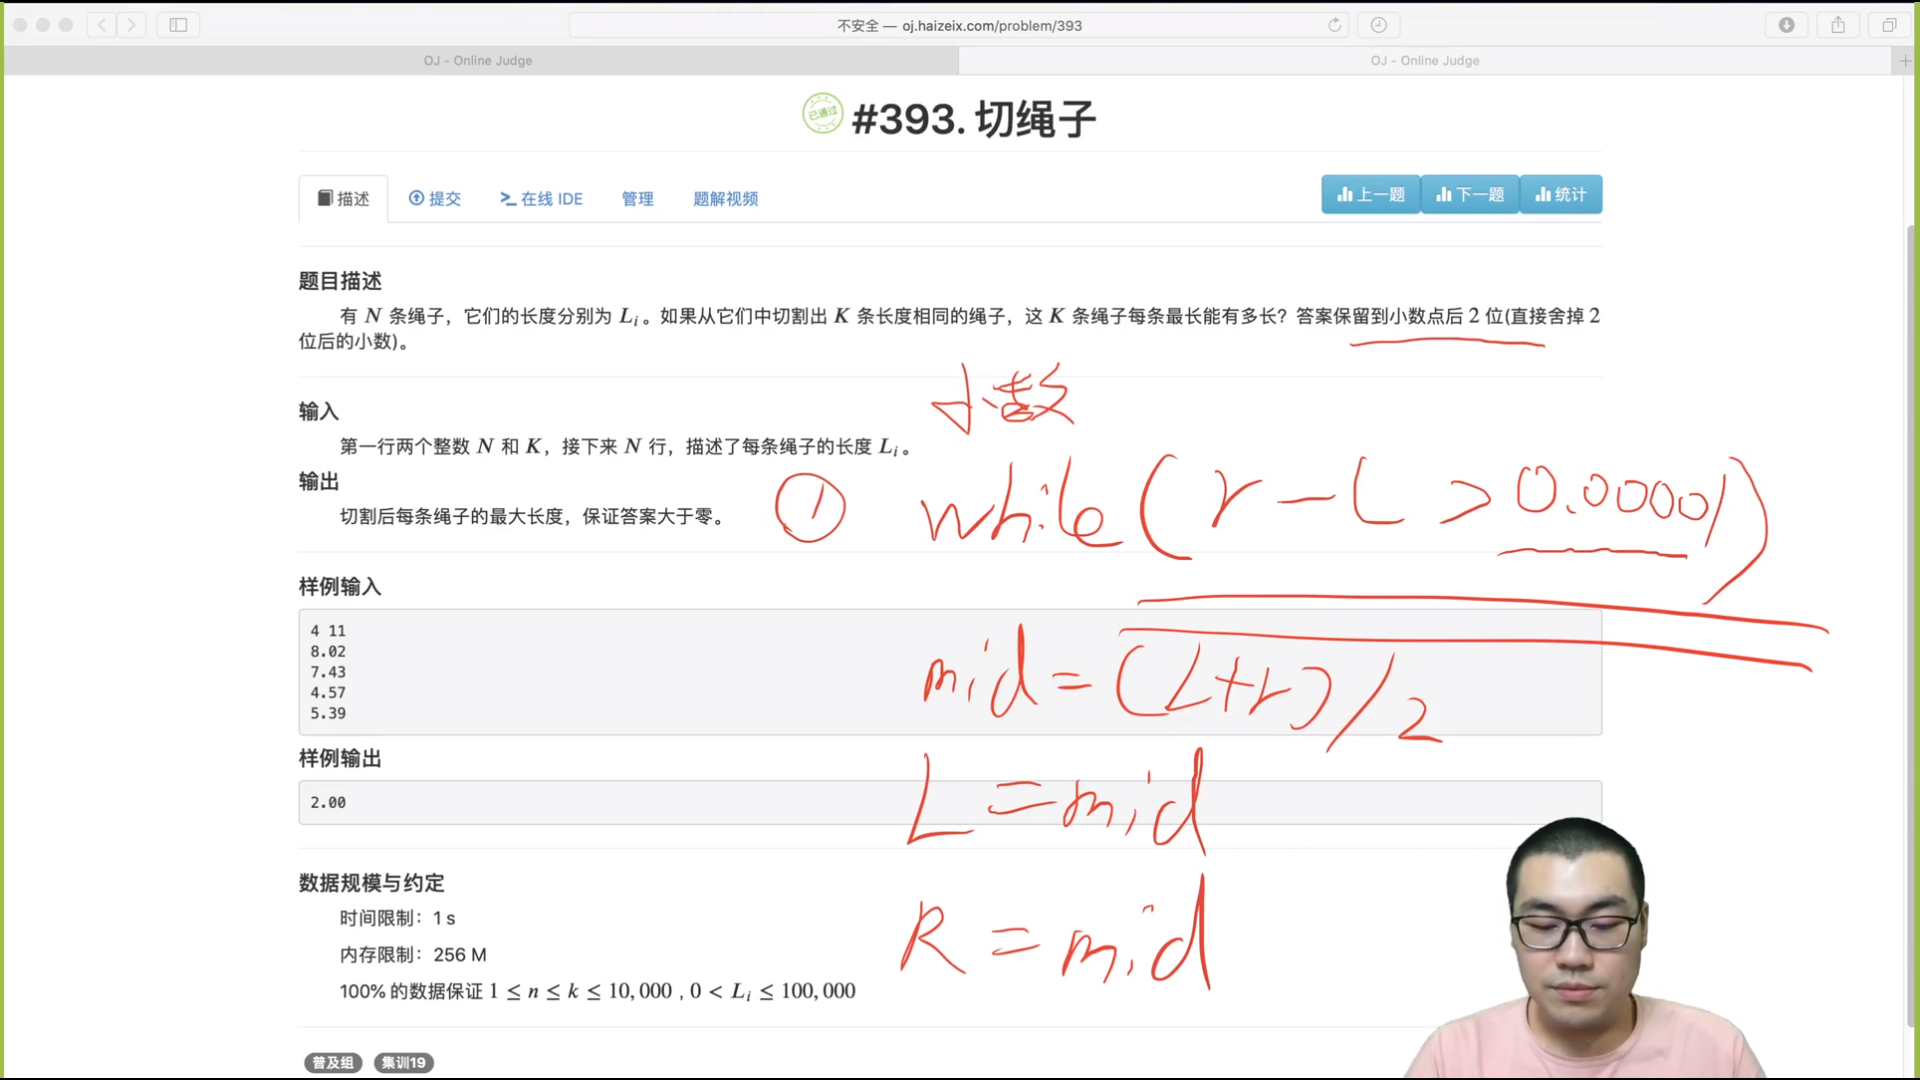 不安全 — oj.haizeix.com/problem/393
OJ - Online Judge
OJ - Online Judge
已通过
#393. 切绳子
描述
提交
在线 IDE
管理
题解视频
上一题
下一题
统计
题目描述
有 N 条绳子，它们的长度分别为 Li。如果从它们中切割出 K 条长度相同的绳子，这 K 条绳子每条最长能有多长？答案保留到小数点后 2 位(直接舍掉 2
位后的小数)。
小数
输入
第一行两个整数 N 和 K，接下来 N 行，描述了每条绳子的长度 Li。
输出
切割后每条绳子的最大长度，保证答案大于零。
① while (r - l > 0.00001)
样例输入
4 11
8.02
7.43
4.57
5.39
mid = (L+r) / 2
样例输出
2.00
L = mid
数据规模与约定
时间限制：1 s
内存限制：256 M
100% 的数据保证 1 ≤ n ≤ k ≤ 10,000 , 0 < Li ≤ 100,000
R = mid
普及组
集训19